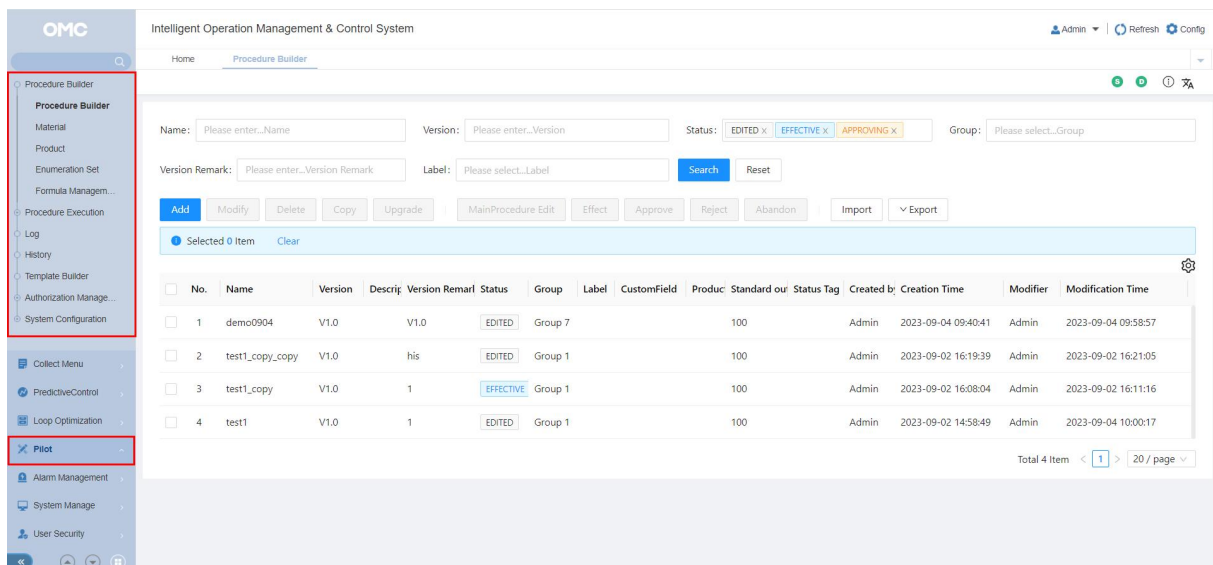 OMC
Intelligent Operation Management & Control System
Admin
Refresh
Config
Home
Procedure Builder
Procedure Builder
Procedure Builder
Material
Product
Enumeration Set
Formula Managem...
Procedure Execution
Log
History
Template Builder
Authorization Manage...
System Configuration
Collect Menu
PredictiveControl
Loop Optimization
Pilot
Alarm Management
System Manage
User Security
S D
Name: Please enter...Name Version: Please enter...Version Status: EDITED × EFFECTIVE × APPROVING × Group: Please select...Group
Version Remark: Please enter...Version Remark Label: Please select...Label Search Reset
Add Modify Delete Copy Upgrade MainProcedure Edit Effect Approve Reject Abandon Import Export
Selected 0 Item Clear
No. Name Version Descrip Version Remarl Status Group Label CustomField Produc Standard out Status Tag Created by Creation Time Modifier Modification Time
1 demo0904 V1.0 V1.0 EDITED Group 7 100 Admin 2023-09-04 09:40:41 Admin 2023-09-04 09:58:57
2 test1_copy_copy V1.0 his EDITED Group 1 100 Admin 2023-09-02 16:19:39 Admin 2023-09-02 16:21:05
3 test1_copy V1.0 1 EFFECTIVE Group 1 100 Admin 2023-09-02 16:08:04 Admin 2023-09-02 16:11:16
4 test1 V1.0 1 EDITED Group 1 100 Admin 2023-09-02 14:58:49 Admin 2023-09-04 10:00:17
Total 4 Item < 1 > 20 / page